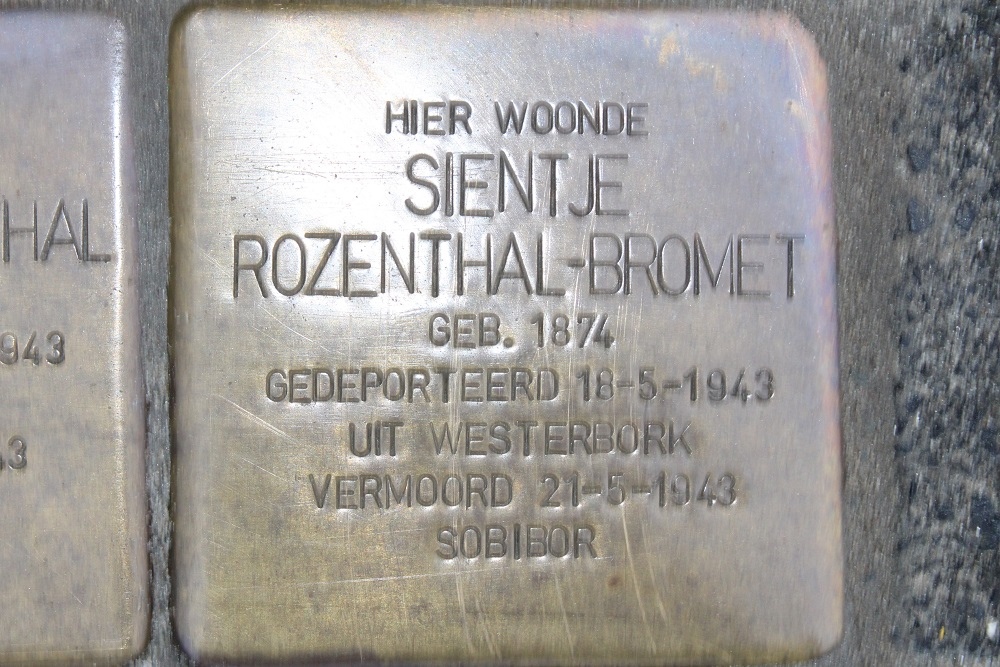 HIER WOONDE
SIENTJE
ROZENTHAL-BROMET
GEB. 1874
GEDEPORTEERD 18-5-1943
UIT WESTERBORK
VERMOORD 21-5-1943
SOBIBOR